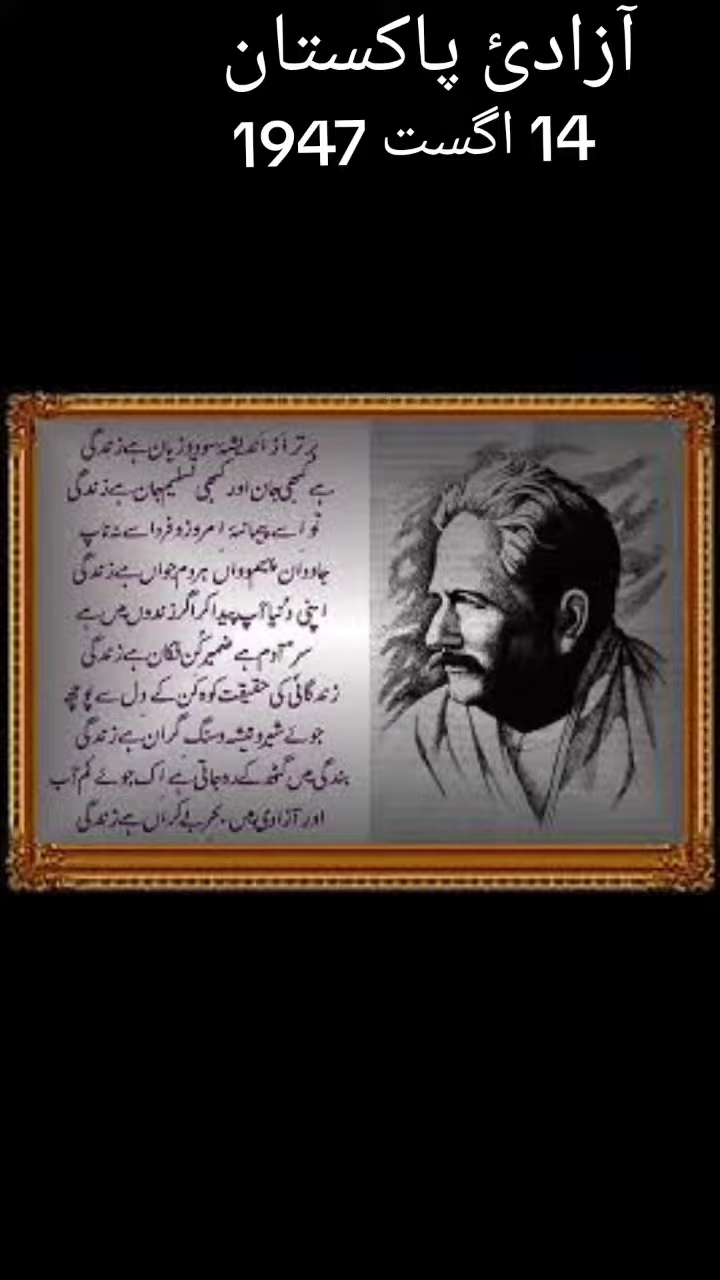 آزادئ پاکستان
14 اگست 1947
برتر از اندیشۂ سود و زیاں ہے زندگی
ہے کبھی جاں اور کبھی تسلیم جاں ہے زندگی
تو اسے پیمانۂ امروز و فردا سے نہ ناپ
جاوداں پیہم دواں ہر دم جواں ہے زندگی
اپنی دنیا آپ پیدا کر اگر زندوں میں ہے
سر آدم ہے ضمیر کن فکاں ہے زندگی
زندگانی کی حقیقت کوہ کن کے دل سے پوچھ
جوئے شیر و تیشہ و سنگ گراں ہے زندگی
بندگی میں گھٹ کے رہ جاتی ہے اک جوئے کم آب
اور آزادی میں بحر بے کراں ہے زندگی